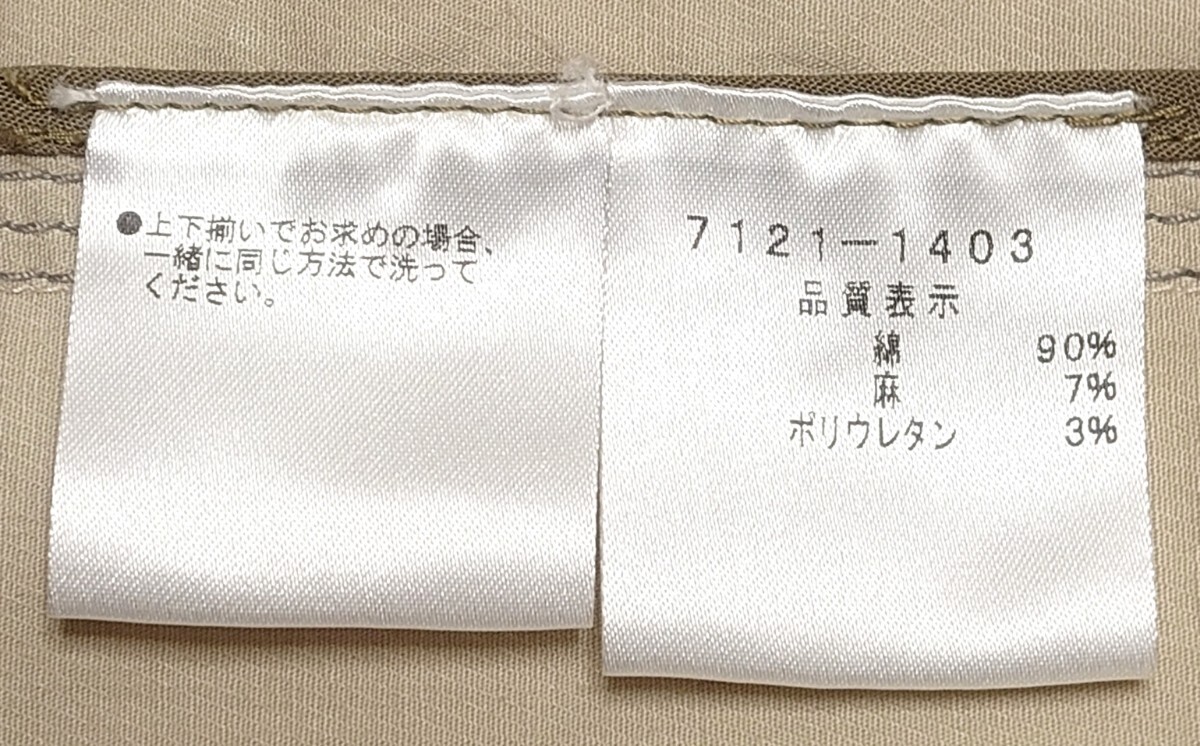 ●上下揃いでお求めの場合、
一緒に同じ方法で洗って
ください。
7121-1403
品質表示
綿 90%
麻 7%
ポリウレタン 3%